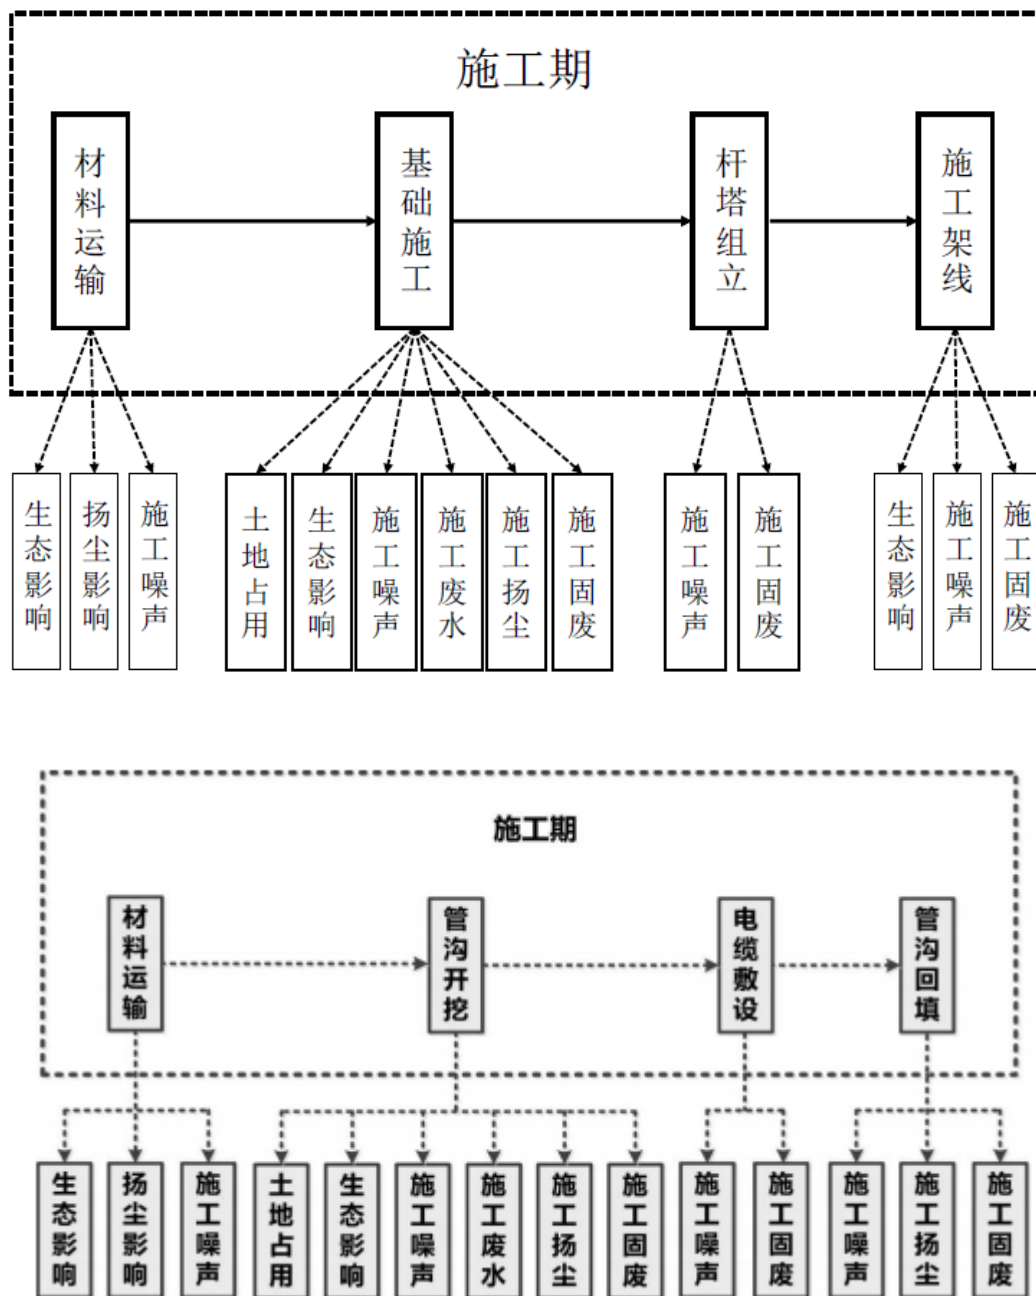 施工期
材料运输
基础施工
杆塔组立
施工架线
生态影响
扬尘影响
施工噪声
土地占用
生态影响
施工噪声
施工废水
施工扬尘
施工固废
施工噪声
施工固废
生态影响
施工噪声
施工固废
施工期
材料运输
管沟开挖
电缆敷设
管沟回填
生态影响
扬尘影响
施工噪声
土地占用
生态影响
施工噪声
施工废水
施工扬尘
施工固废
施工噪声
施工固废
施工噪声
施工扬尘
施工固废